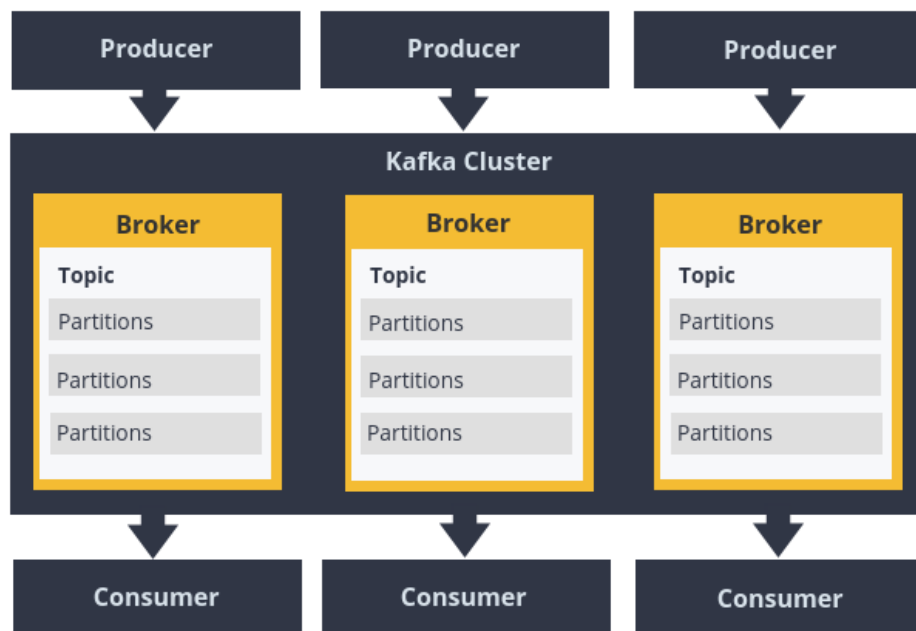 Producer
Producer
Producer
Kafka Cluster
Broker
Topic
Partitions
Partitions
Partitions
Broker
Topic
Partitions
Partitions
Partitions
Broker
Topic
Partitions
Partitions
Partitions
Consumer
Consumer
Consumer